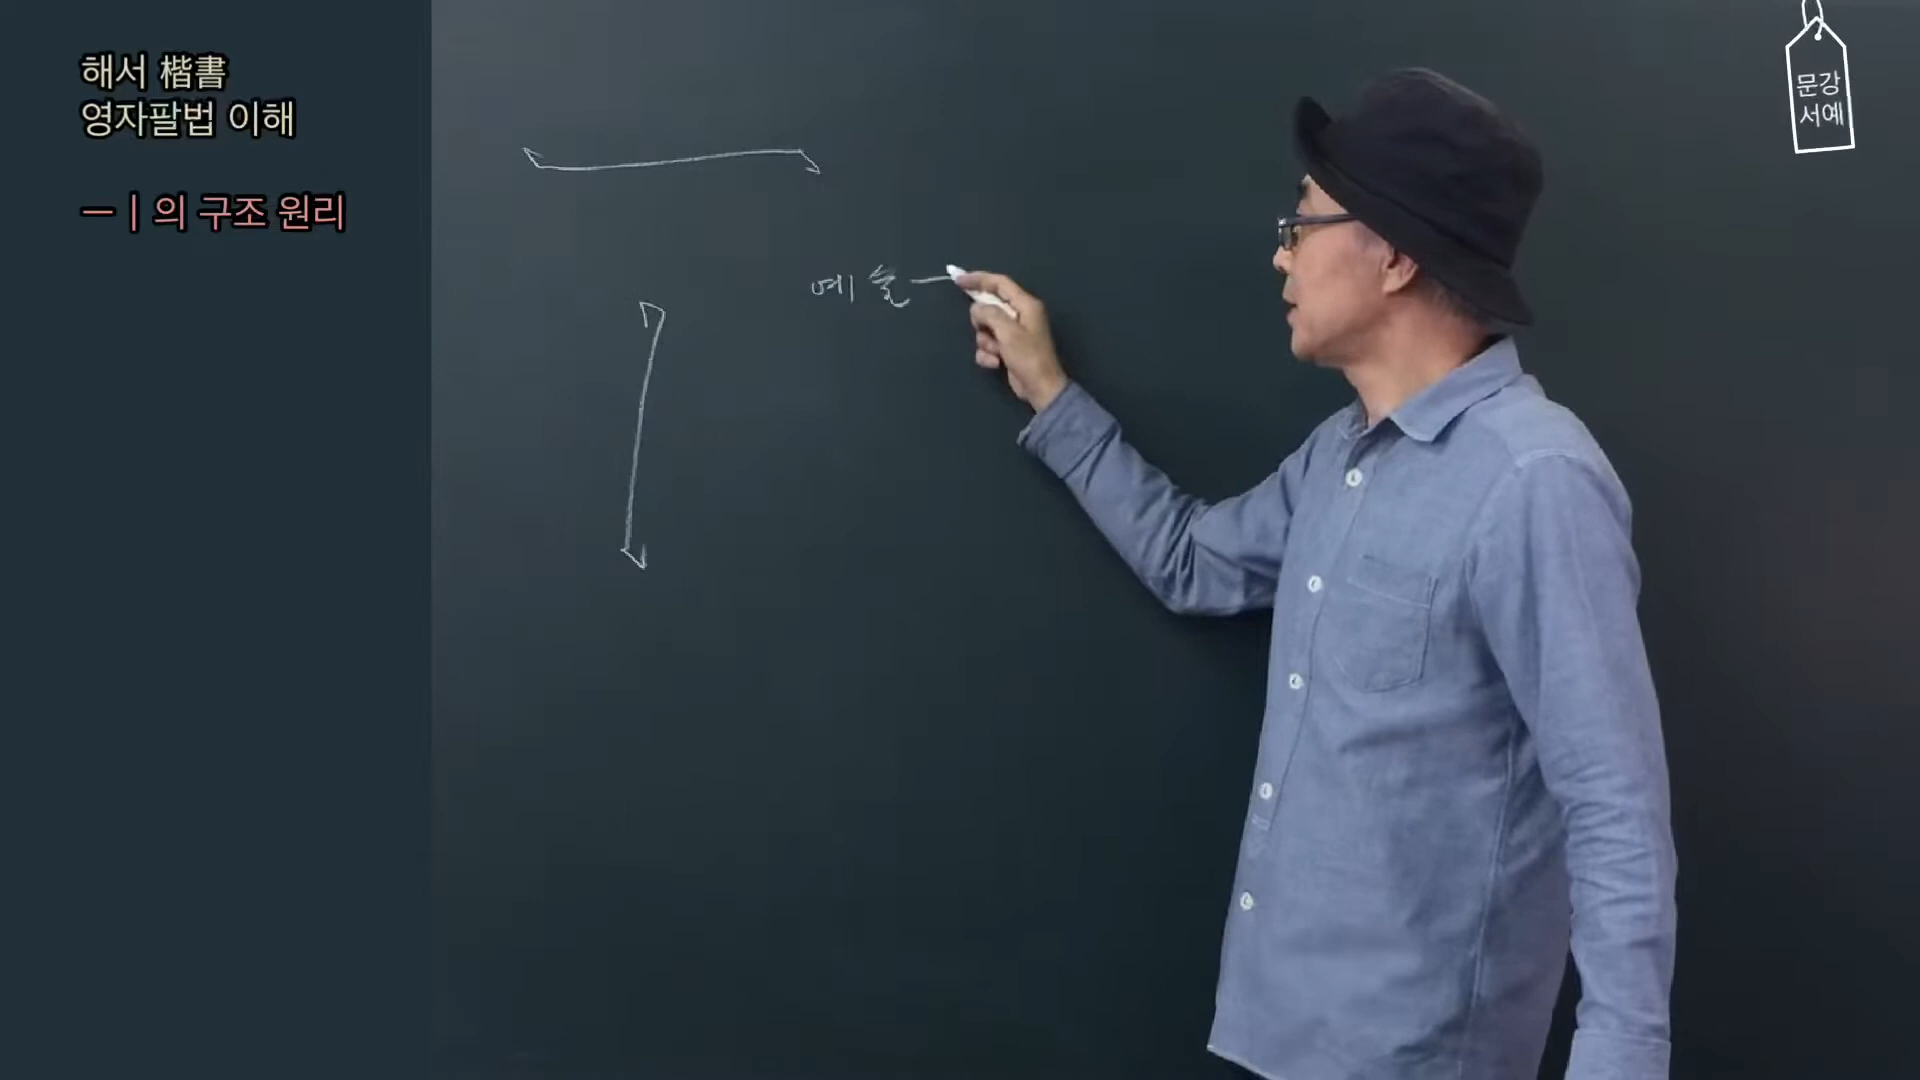 해서 楷書
영자팔법 이해
ㅡㅣ의 구조 원리
예술
문강
서예